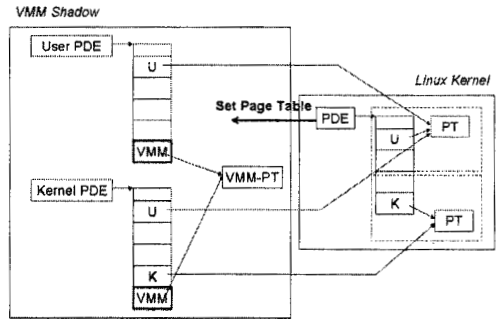 VMM Shadow
User PDE
U
Linux Kernel
Set Page Table
PDE
PT
U
VMM
VMM-PT
Kernel PDE
U
K
PT
K
VMM